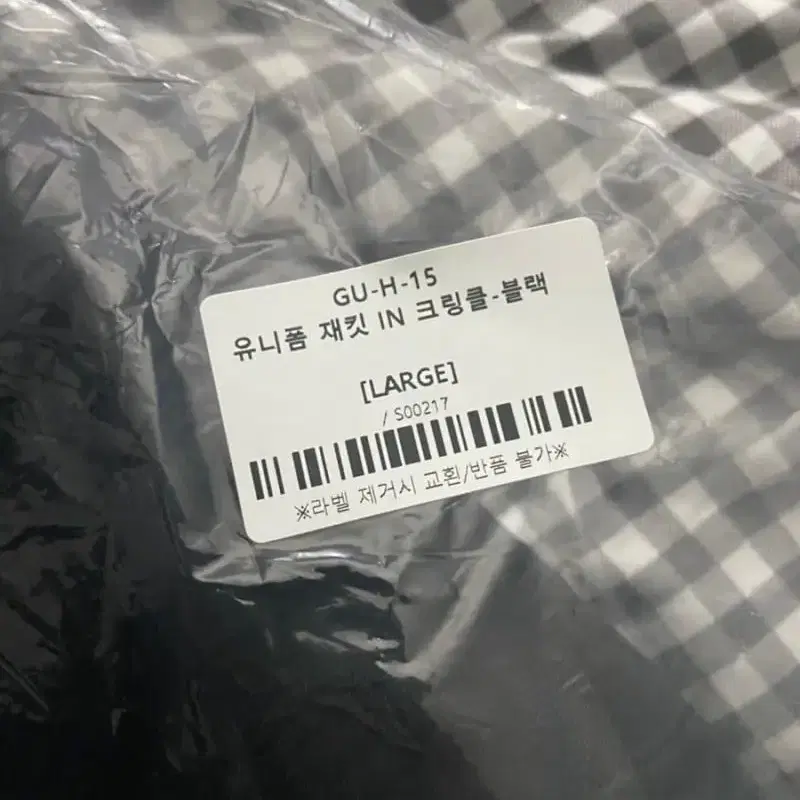 GU-H-15
유니폼 재킷 IN 크링클-블랙
[LARGE]
/ S00217
※라벨 제거시 교횐/반품 불가※